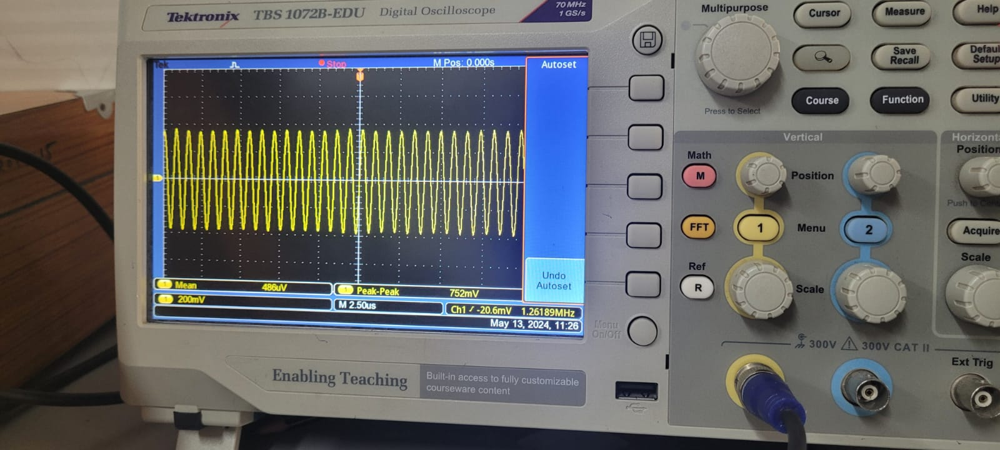 Tektronix TBS 1072B-EDU Digital Oscilloscope
70 MHz
1 GS/s
Tek Stop M Pos: 0.000s
Autoset
1 Mean 486uV
1 Peak-Peak 752mV
1 200mV
M 2.50us
Ch1 -20.6mV 1.26189MHz
May 13, 2024, 11:26
Undo
Autoset
Menu
On/Off
Enabling Teaching
Built-in access to fully customizable
courseware content
Multipurpose
Press to Select
Cursor
Measure
Help
Save
Recall
Course
Function
Utility
Vertical
Math
M
Position
FFT
1
Menu
2
Ref
R
Scale
300V
300V CAT II
Position
Push to
Acquire
Scale
Ext Trig